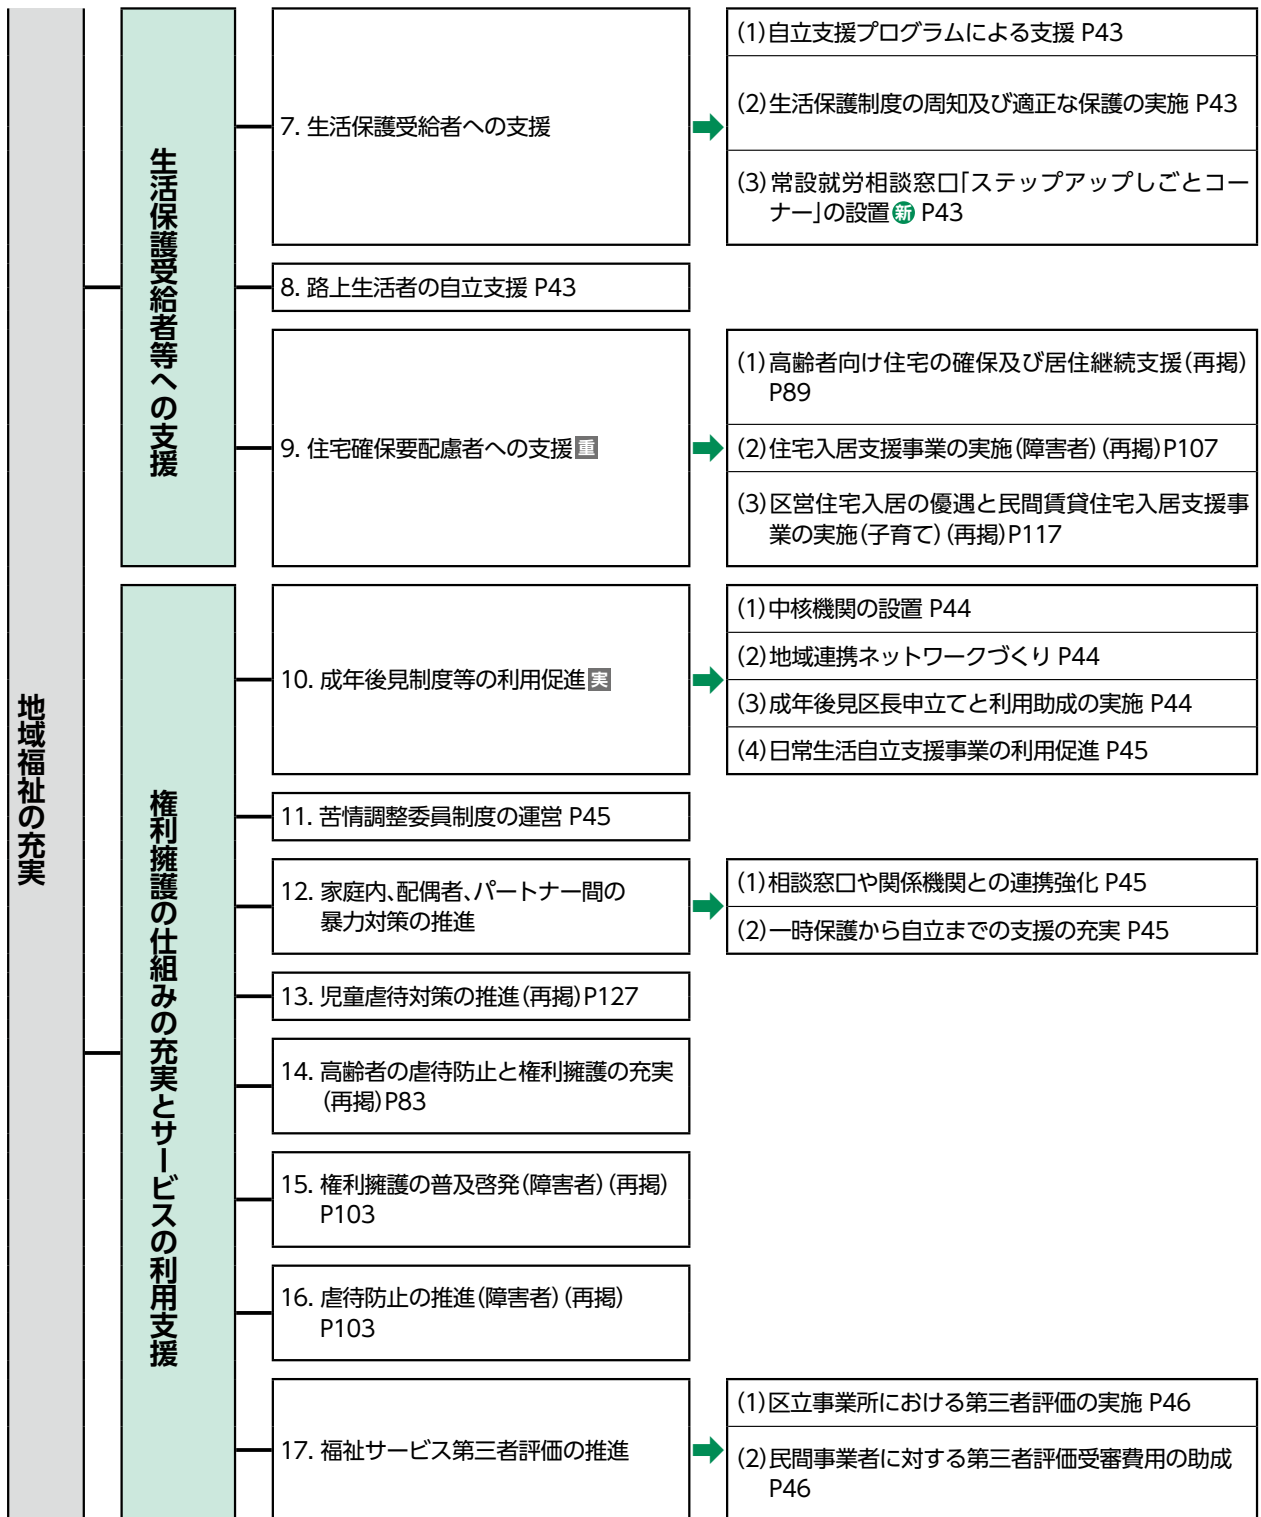 地域福祉の充実
生活保護受給者等への支援
7. 生活保護受給者への支援
(1)自立支援プログラムによる支援 P43
(2)生活保護制度の周知及び適正な保護の実施 P43
(3)常設就労相談窓口｢ステップアップしごとコー
ナー｣の設置新 P43
8. 路上生活者の自立支援 P43
9. 住宅確保要配慮者への支援重
(1)高齢者向け住宅の確保及び居住継続支援(再掲)
P89
(2)住宅入居支援事業の実施(障害者)(再掲)P107
(3)区営住宅入居の優遇と民間賃貸住宅入居支援事
業の実施(子育て)(再掲)P117
権利擁護の仕組みの充実とサービスの利用支援
10. 成年後見制度等の利用促進実
(1)中核機関の設置 P44
(2)地域連携ネットワークづくり P44
(3)成年後見区長申立てと利用助成の実施 P44
(4)日常生活自立支援事業の利用促進 P45
11. 苦情調整委員制度の運営 P45
12. 家庭内、配偶者、パートナー間の
暴力対策の推進
(1)相談窓口や関係機関との連携強化 P45
(2)一時保護から自立までの支援の充実 P45
13. 児童虐待対策の推進(再掲)P127
14. 高齢者の虐待防止と権利擁護の充実
(再掲)P83
15. 権利擁護の普及啓発(障害者)(再掲)
P103
16. 虐待防止の推進(障害者)(再掲)
P103
17. 福祉サービス第三者評価の推進
(1)区立事業所における第三者評価の実施 P46
(2)民間事業者に対する第三者評価受審費用の助成
P46